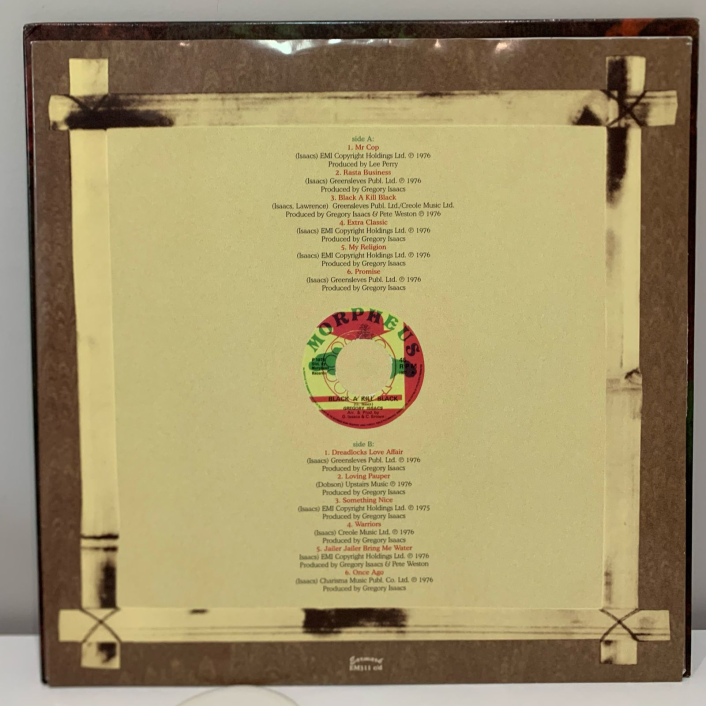 side A:
1. Mr Cop
(Isaacs) EMI Copyright Holdings Ltd. ℗ 1976
Produced by Lee Perry
2. Rasta Business
(Isaacs) Greensleves Publ. Ltd. ℗ 1976
Produced by Gregory Isaacs
3. Black A Kill Black
(Isaacs, Lawrence) Greensleves Publ. Ltd./Creole Music Ltd.
Produced by Gregory Isaacs & Pete Weston ℗ 1976
4. Extra Classic
(Isaacs) EMI Copyright Holdings Ltd. ℗ 1976
Produced by Gregory Isaacs
5. My Religion
(Isaacs) EMI Copyright Holdings Ltd. ℗ 1976
Produced by Gregory Isaacs
6. Promise
(Isaacs) Greensleves Publ. Ltd. ℗ 1976
Produced by Gregory Isaacs
MORPHEUS
BLACK A KILL BLACK
GREGORY ISAACS
side B:
1. Dreadlocks Love Affair
(Isaacs) Greensleves Publ. Ltd. ℗ 1976
Produced by Gregory Isaacs
2. Loving Pauper
(Dobson) Upstairs Music ℗ 1976
Produced by Gregory Isaacs
3. Something Nice
(Isaacs) EMI Copyright Holdings Ltd. ℗ 1975
Produced by Gregory Isaacs
4. Warriors
(Isaacs) Creole Music Ltd. ℗ 1976
Produced by Gregory Isaacs
5. Jailer Jailer Bring Me Water
Isaacs) EMI Copyright Holdings Ltd. ℗ 1976
Produced by Gregory Isaacs & Pete Weston
6. Once Ago
(Isaacs) Charisma Music Publ. Co. Ltd. ℗ 1976
Produced by Gregory Isaacs